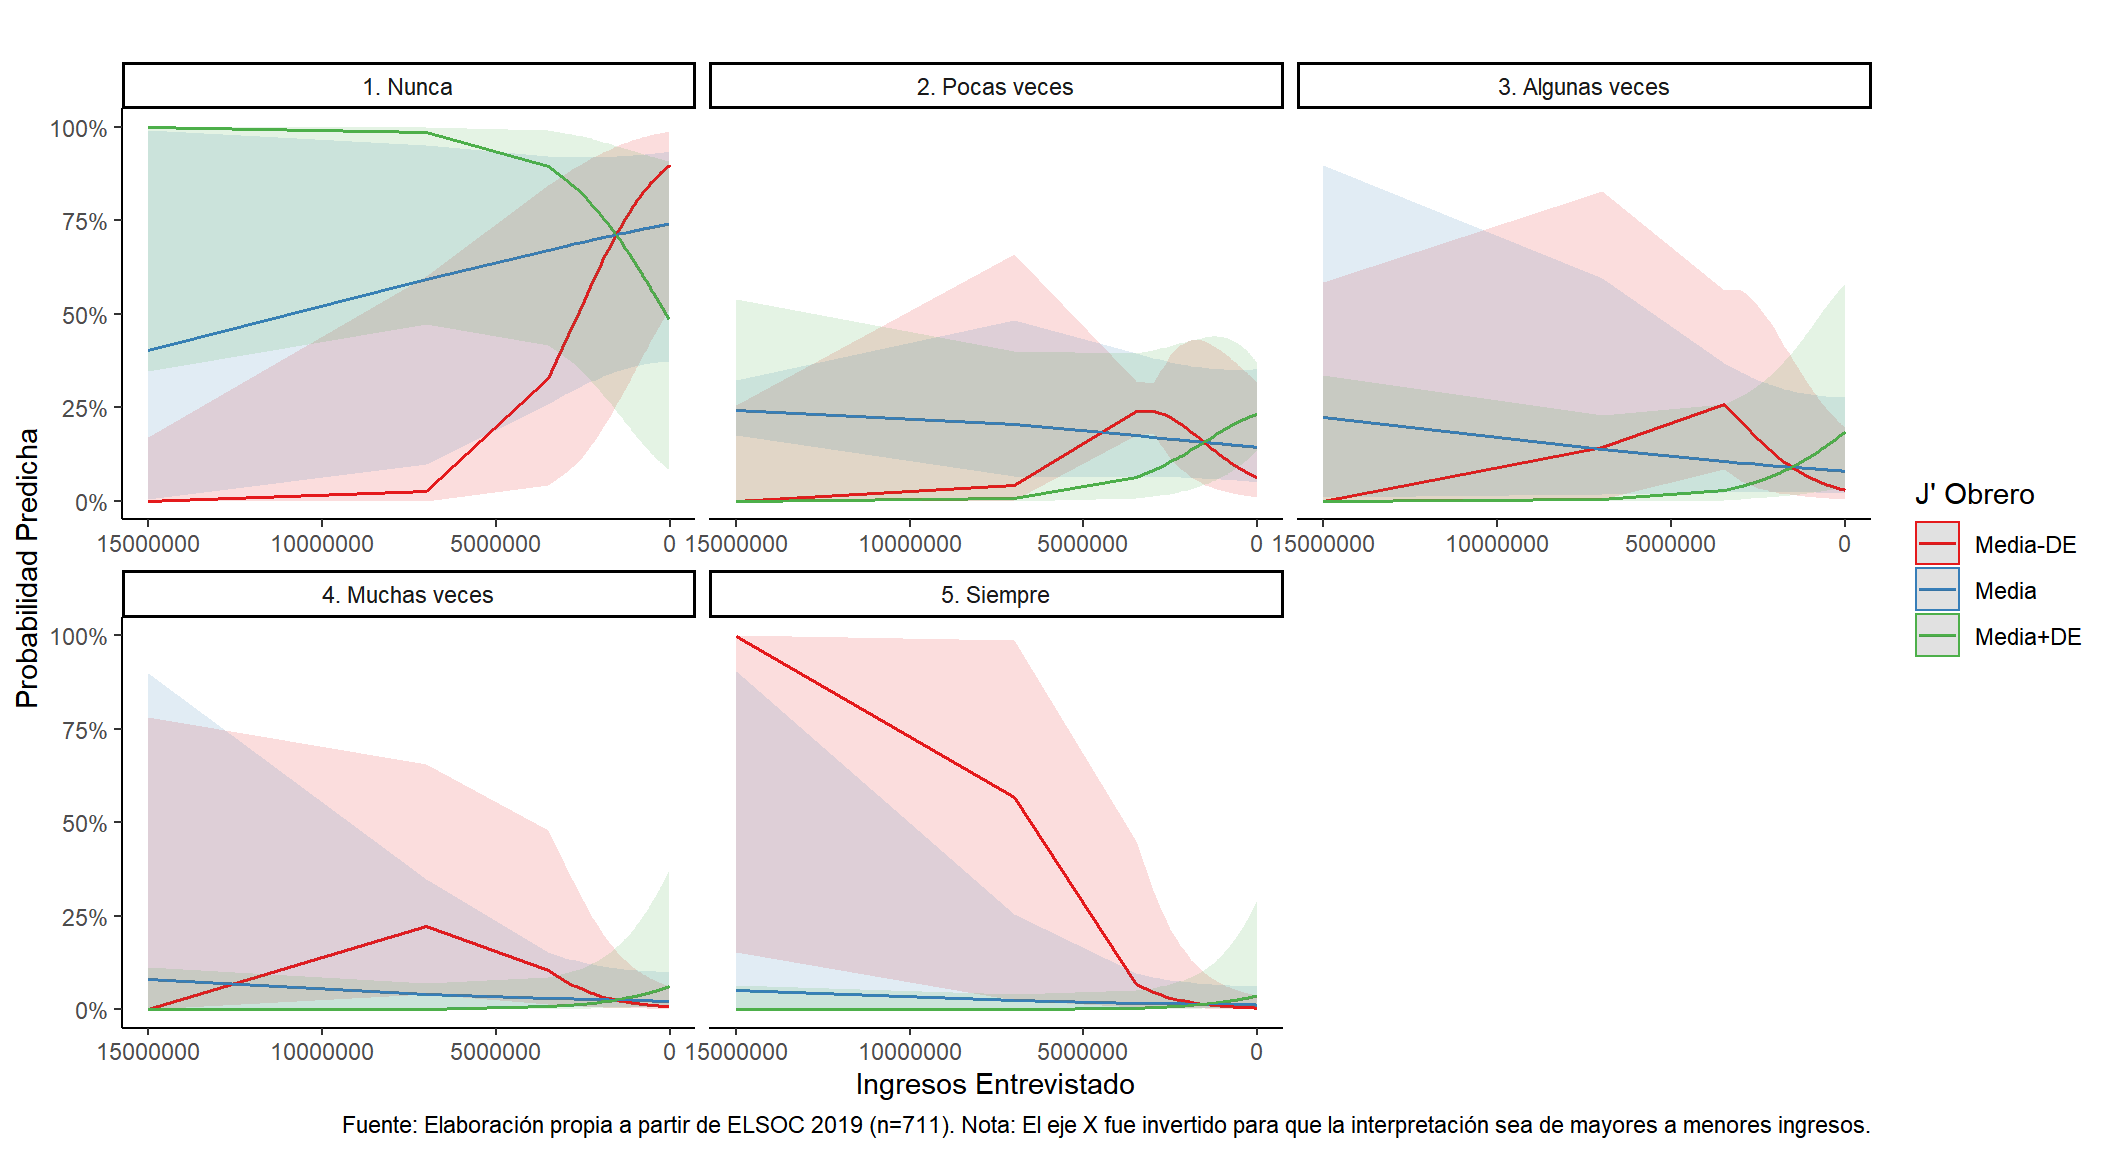 1. Nunca
2. Pocas veces
3. Algunas veces
100%
75%
50%
25%
0%
15000000 10000000 5000000 0
15000000 10000000 5000000 0
15000000 10000000 5000000 0
4. Muchas veces
5. Siempre
100%
75%
50%
25%
0%
15000000 10000000 5000000 0
15000000 10000000 5000000 0
Probabilidad Predicha
Ingresos Entrevistado
J' Obrero
Media-DE
Media
Media+DE
Fuente: Elaboración propia a partir de ELSOC 2019 (n=711). Nota: El eje X fue invertido para que la interpretación sea de mayores a menores ingresos.